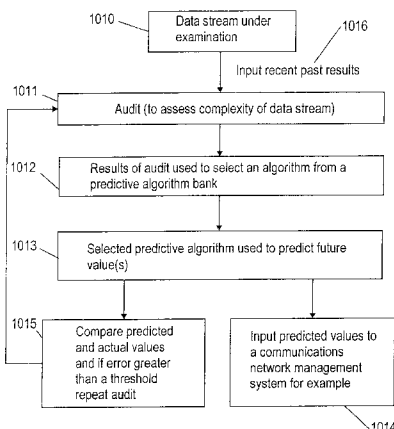 1010
Data stream under
examination
1016
Input recent past results
1011
Audit (to assess complexity of data stream)
1012
Results of audit used to select an algorithm from a
predictive algorithm bank
1013
Selected predictive algorithm used to predict future
value(s)
1015
Compare predicted
and actual values
and if error greater
than a threshold
repeat audit
Input predicted values to
a communications
network management
system for example
1014